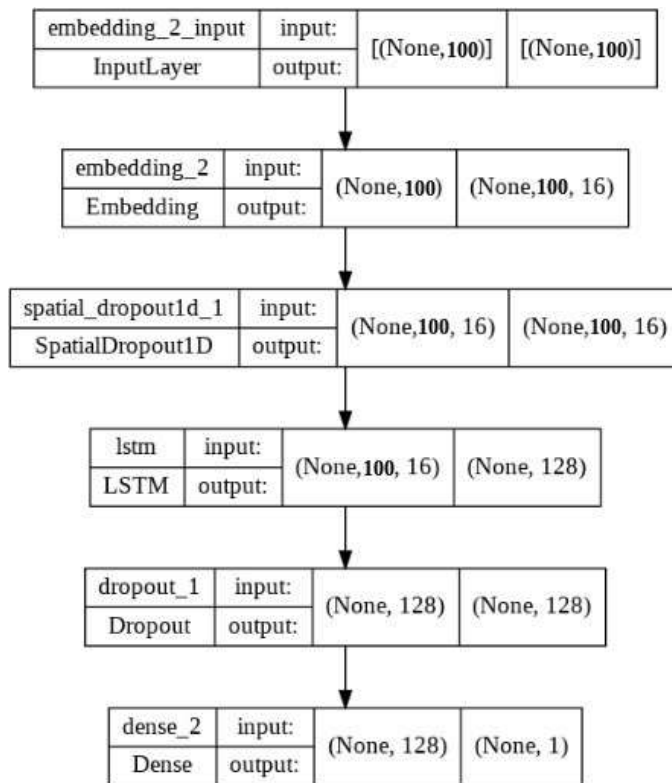 embedding_2_input input: [(None,100)] [(None,100)]
InputLayer output:
embedding_2 input: (None,100) (None,100, 16)
Embedding output:
spatial_dropout1d_1 input: (None,100, 16) (None,100, 16)
SpatialDropout1D output:
lstm input: (None,100, 16) (None, 128)
LSTM output:
dropout_1 input: (None, 128) (None, 128)
Dropout output:
dense_2 input: (None, 128) (None, 1)
Dense output: